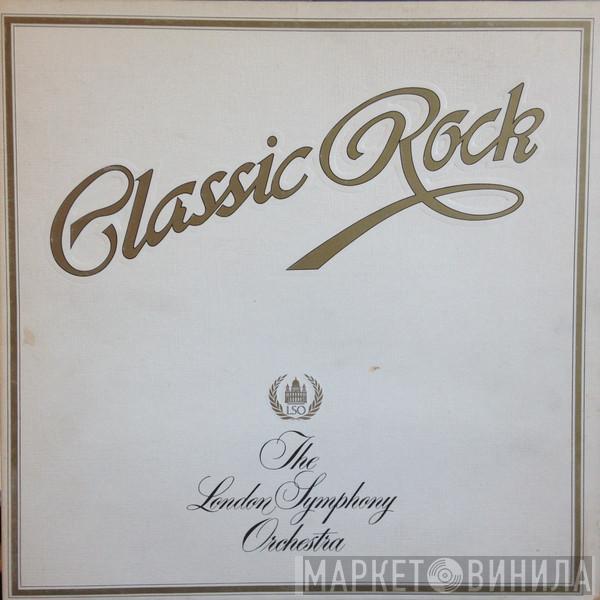 Classic Rock
LSO
The
London Symphony
Orchestra
МАРКЕТ ВИНИЛА